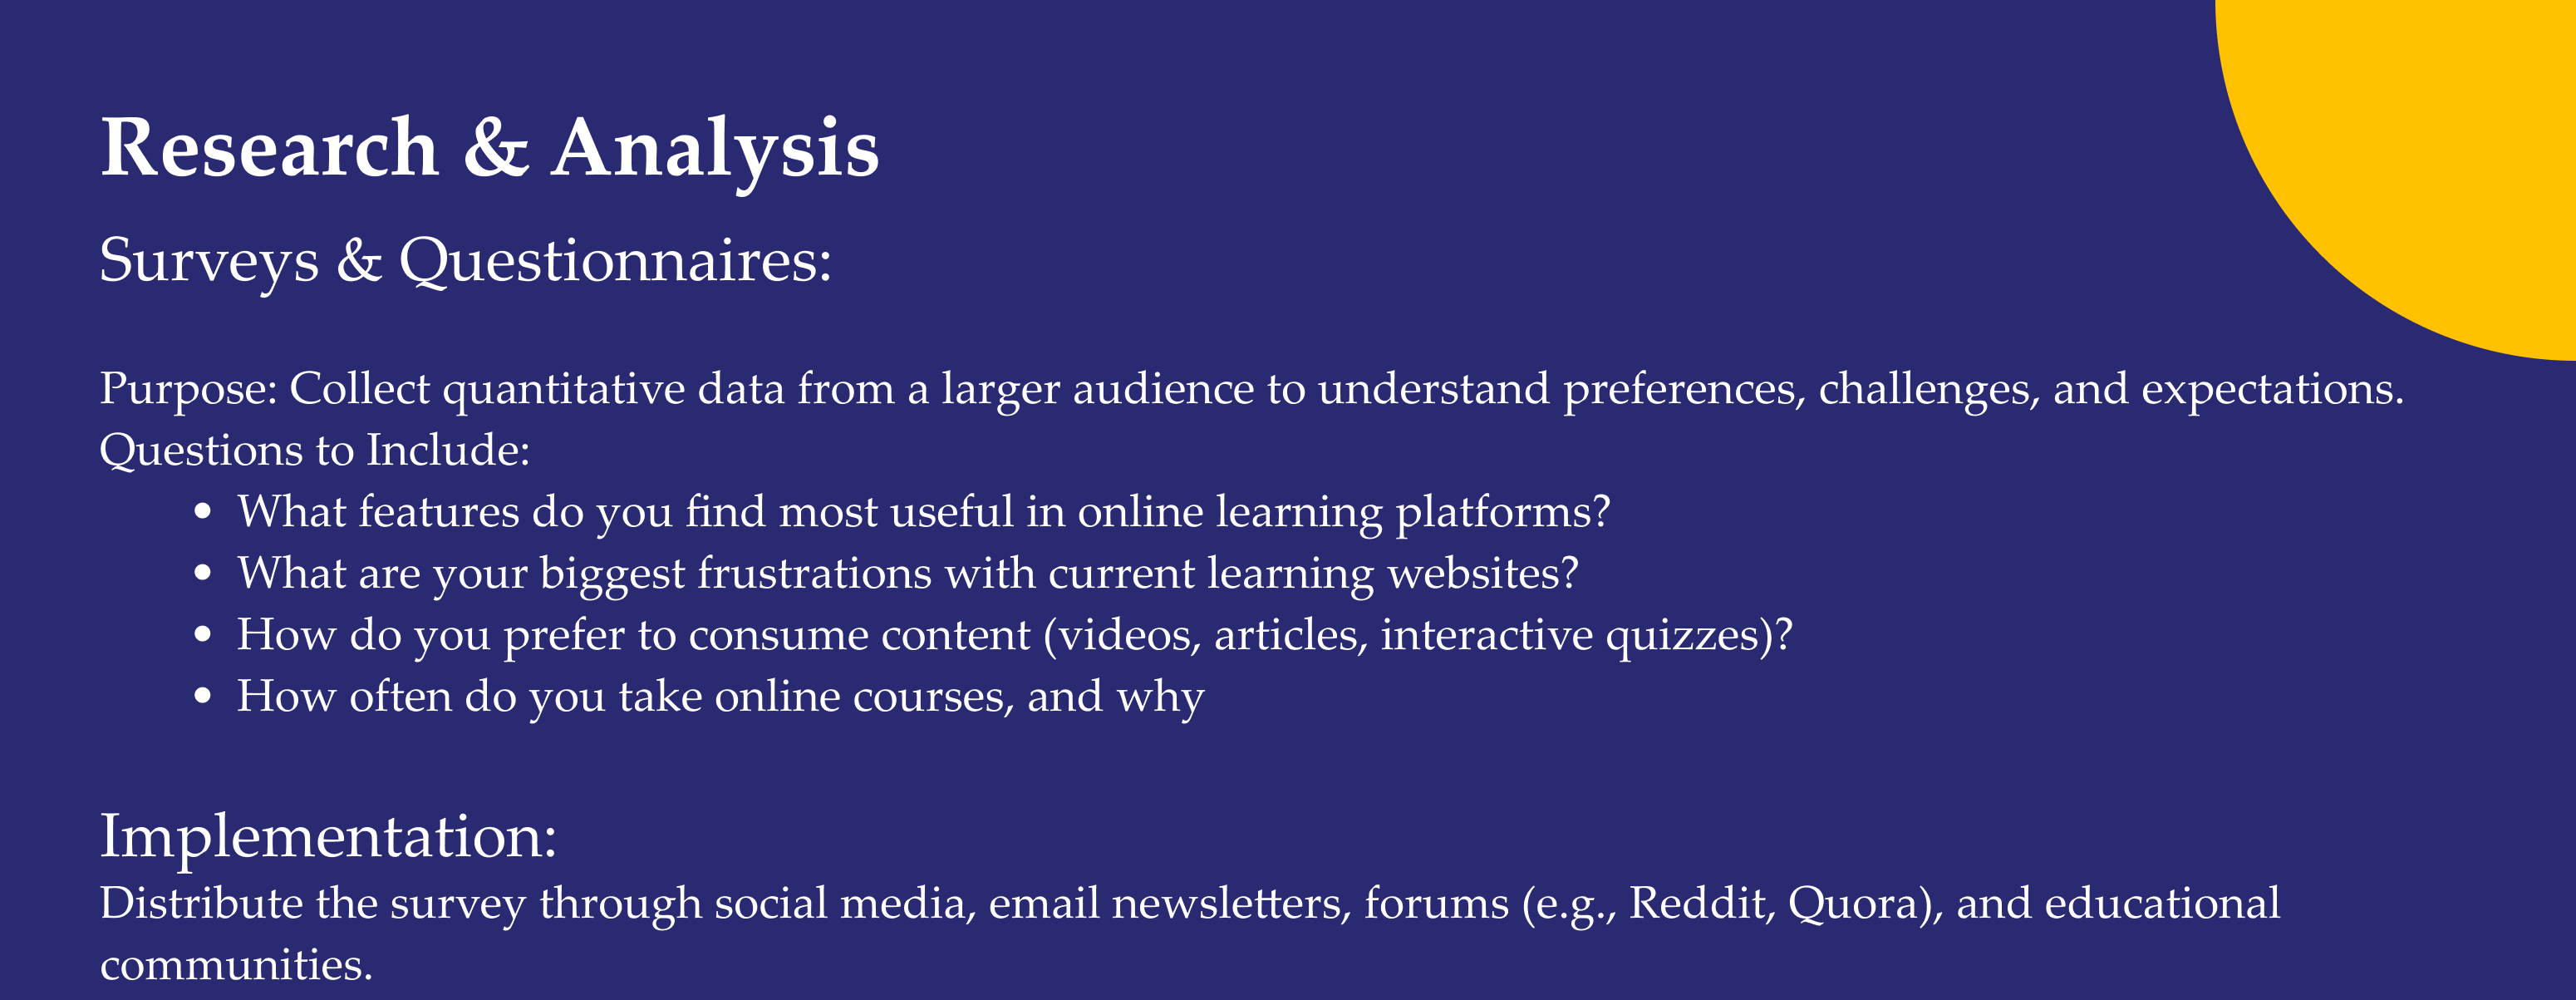 Research & Analysis
Surveys & Questionnaires:
Purpose: Collect quantitative data from a larger audience to understand preferences, challenges, and expectations.
Questions to Include:
• What features do you find most useful in online learning platforms?
• What are your biggest frustrations with current learning websites?
• How do you prefer to consume content (videos, articles, interactive quizzes)?
• How often do you take online courses, and why
Implementation:
Distribute the survey through social media, email newsletters, forums (e.g., Reddit, Quora), and educational
communities.